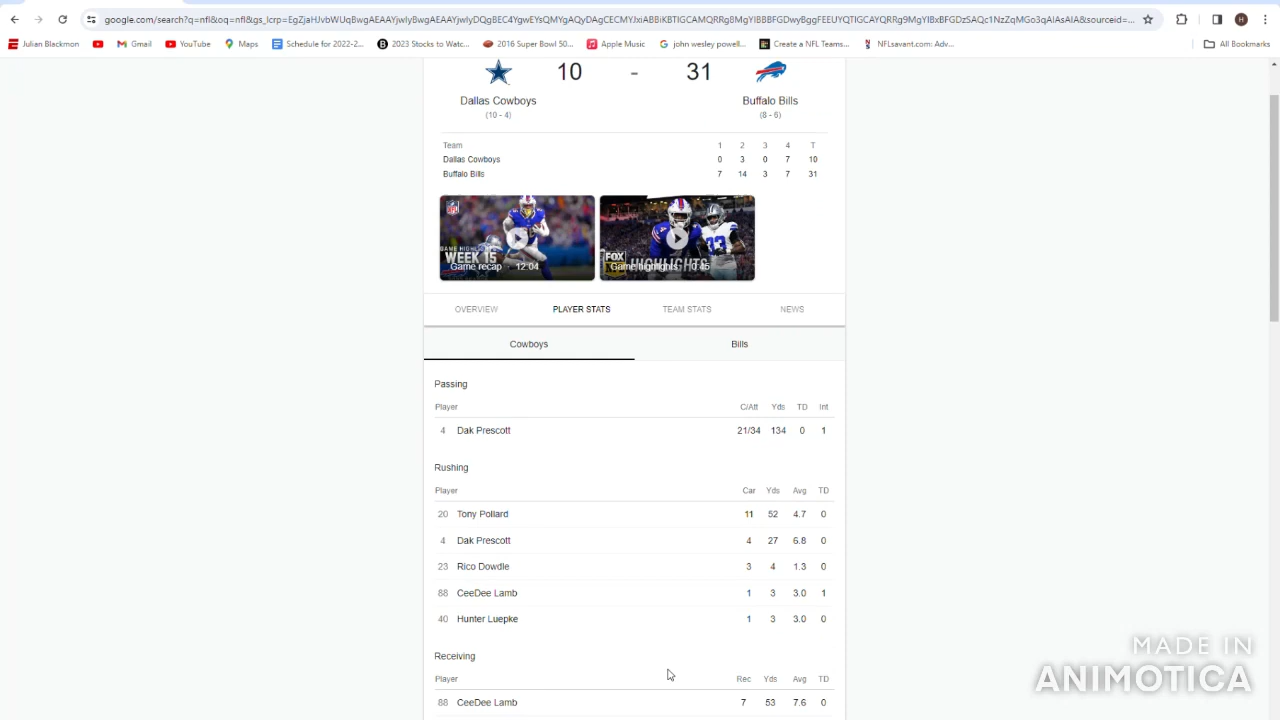 google.com/search?q=nfl&oq=nfl&gs_lcrp=EgZjaHJvbWUqBwgAEAAYjwIyBwgAEAAYjwIyDQgBEC4YgwEYsQMYgAQyDAgCECMYJxiABBiKBTIGCAMQRRg8MgYIBBBFGDwyBggFEEUYQTIGCAYQRRg9MgYIBxBFGDzSAQc1NzZqMGo3qAIAsAIA&sourceid=...
Julian Blackmon
Gmail
YouTube
Maps
Schedule for 2022-2...
2023 Stocks to Watc...
2016 Super Bowl 50...
Apple Music
john wesley powell...
Create a NFL Teams...
NFLsavant.com: Adv...
All Bookmarks
10 - 31
Dallas Cowboys Buffalo Bills
(10 - 4) (8 - 6)
Team 1 2 3 4 T
Dallas Cowboys 0 3 0 7 10
Buffalo Bills 7 14 3 7 31
NFL
GAME HIGHLIGHTS
WEEK 15
Game recap · 12:04
FOX
HIGHLIGHTS
Game highlights · 0:45
OVERVIEW PLAYER STATS TEAM STATS NEWS
Cowboys Bills
Passing
Player C/Att Yds TD Int
4 Dak Prescott 21/34 134 0 1
Rushing
Player Car Yds Avg TD
20 Tony Pollard 11 52 4.7 0
4 Dak Prescott 4 27 6.8 0
23 Rico Dowdle 3 4 1.3 0
88 CeeDee Lamb 1 3 3.0 1
40 Hunter Luepke 1 3 3.0 0
Receiving
Player Rec Yds Avg TD
88 CeeDee Lamb 7 53 7.6 0
MADE IN
ANIMOTICA